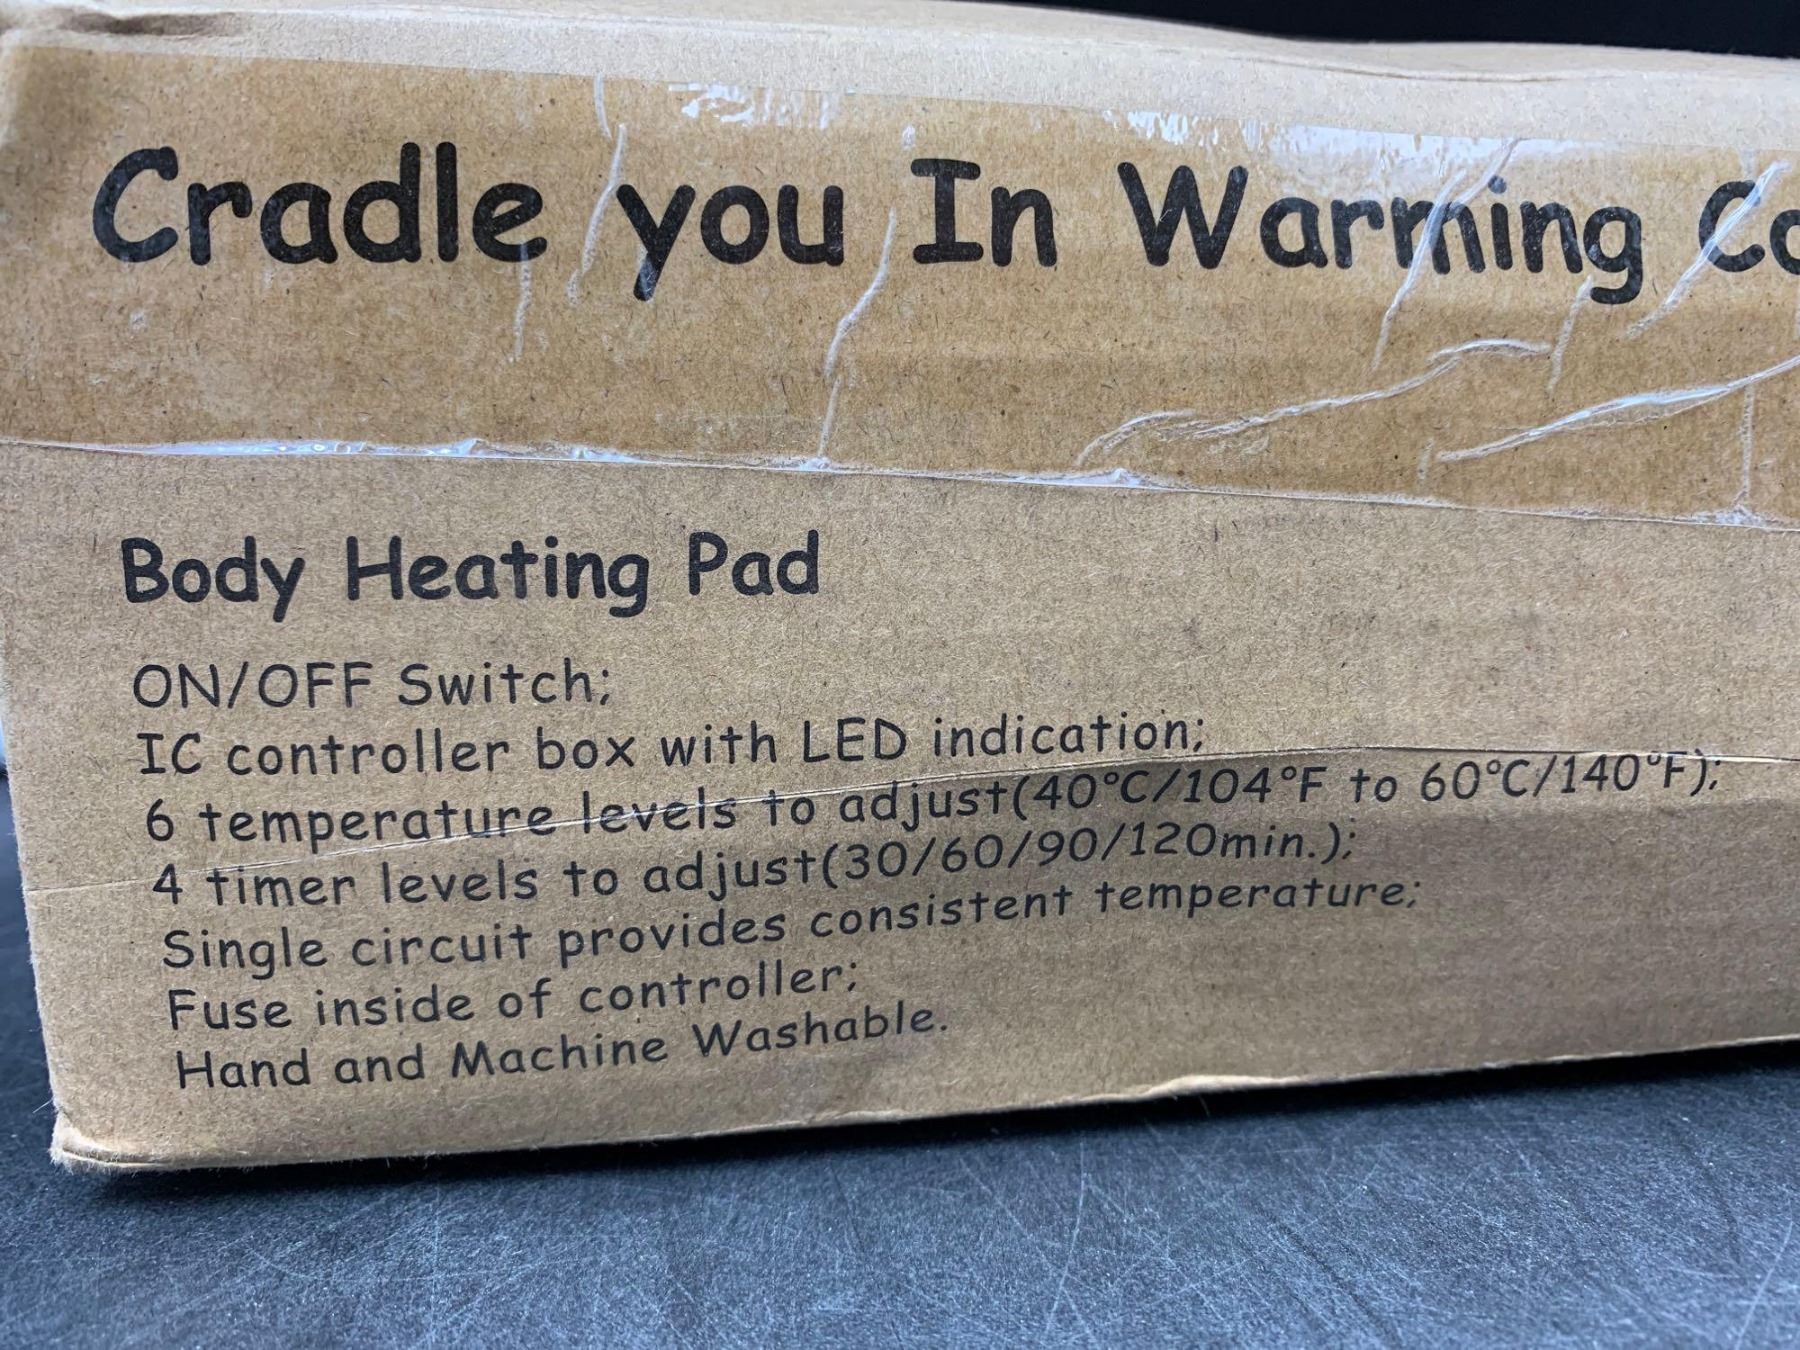 Cradle you In Warming
Body Heating Pad
ON/OFF Switch;
IC controller box with LED indication;
6 temperature levels to adjust(40°C/104°F to 60°C/140°F);
4 timer levels to adjust(30/60/90/120min.);
Single circuit provides consistent temperature;
Fuse inside of controller;
Hand and Machine Washable.